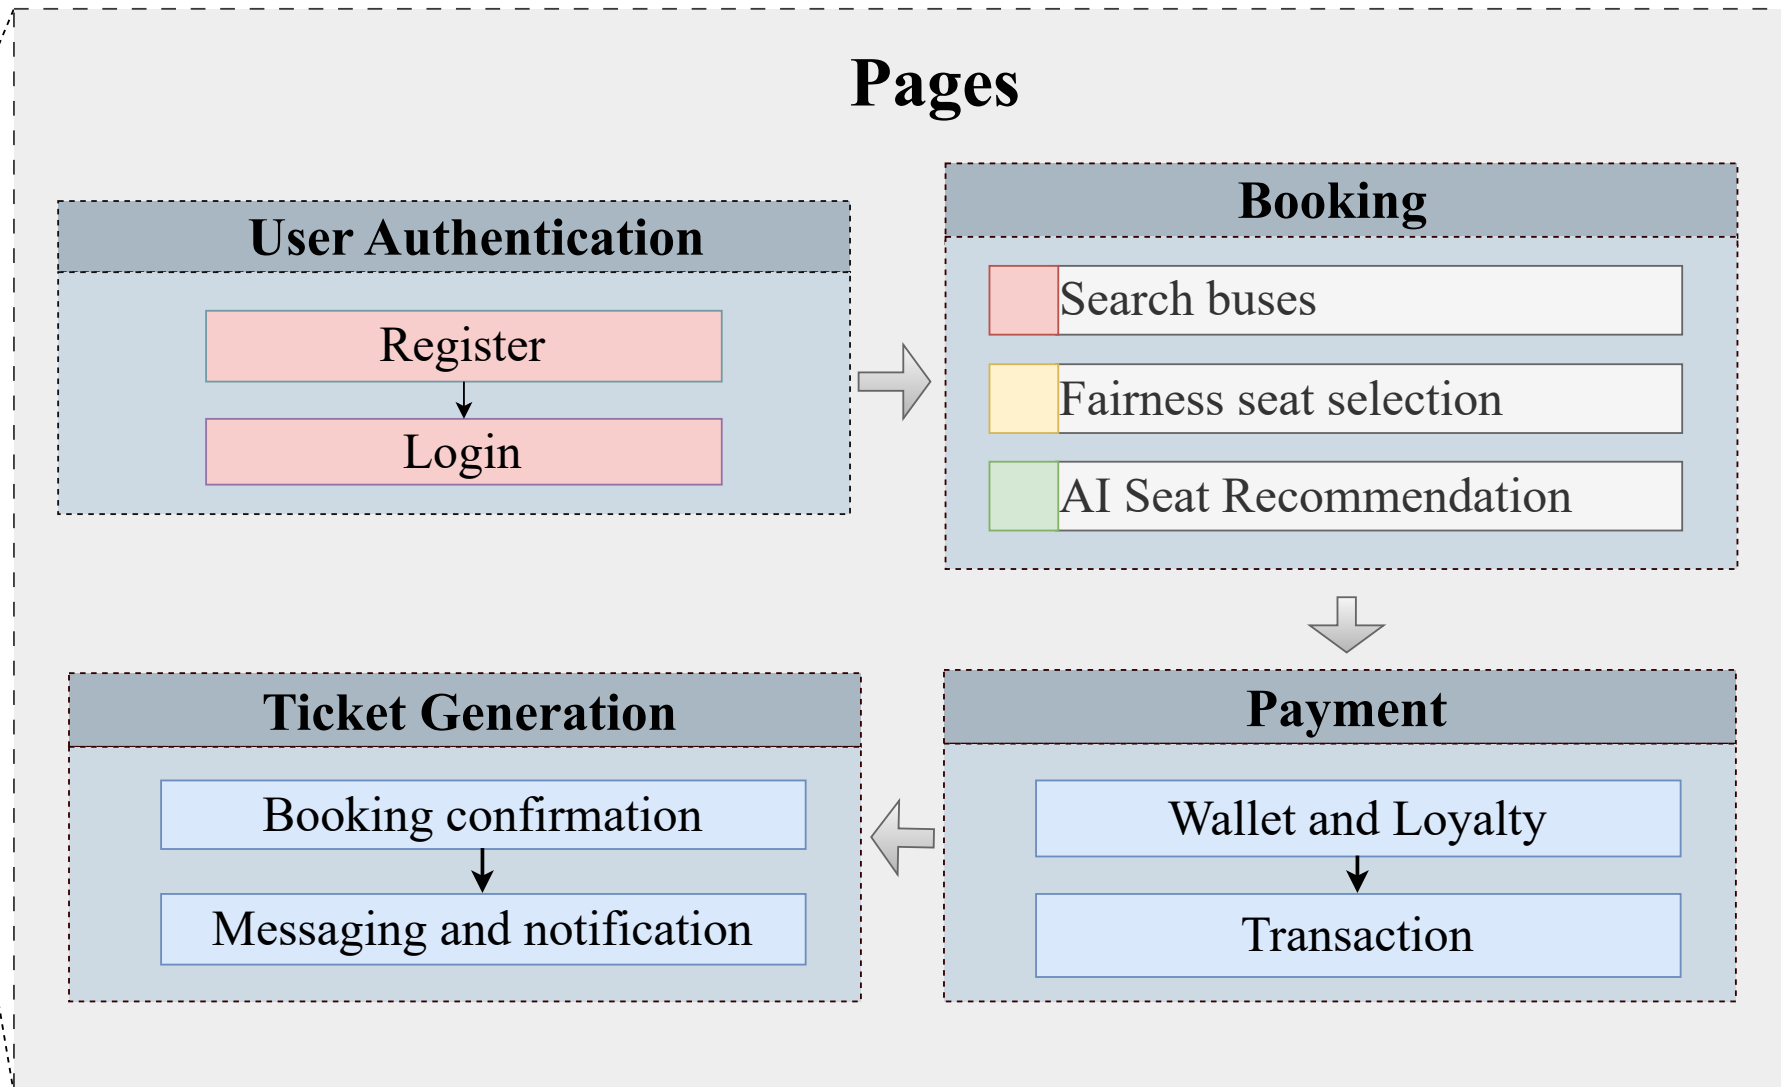 Pages
User Authentication
Register
Login
Booking
Search buses
Fairness seat selection
AI Seat Recommendation
Payment
Wallet and Loyalty
Transaction
Ticket Generation
Booking confirmation
Messaging and notification